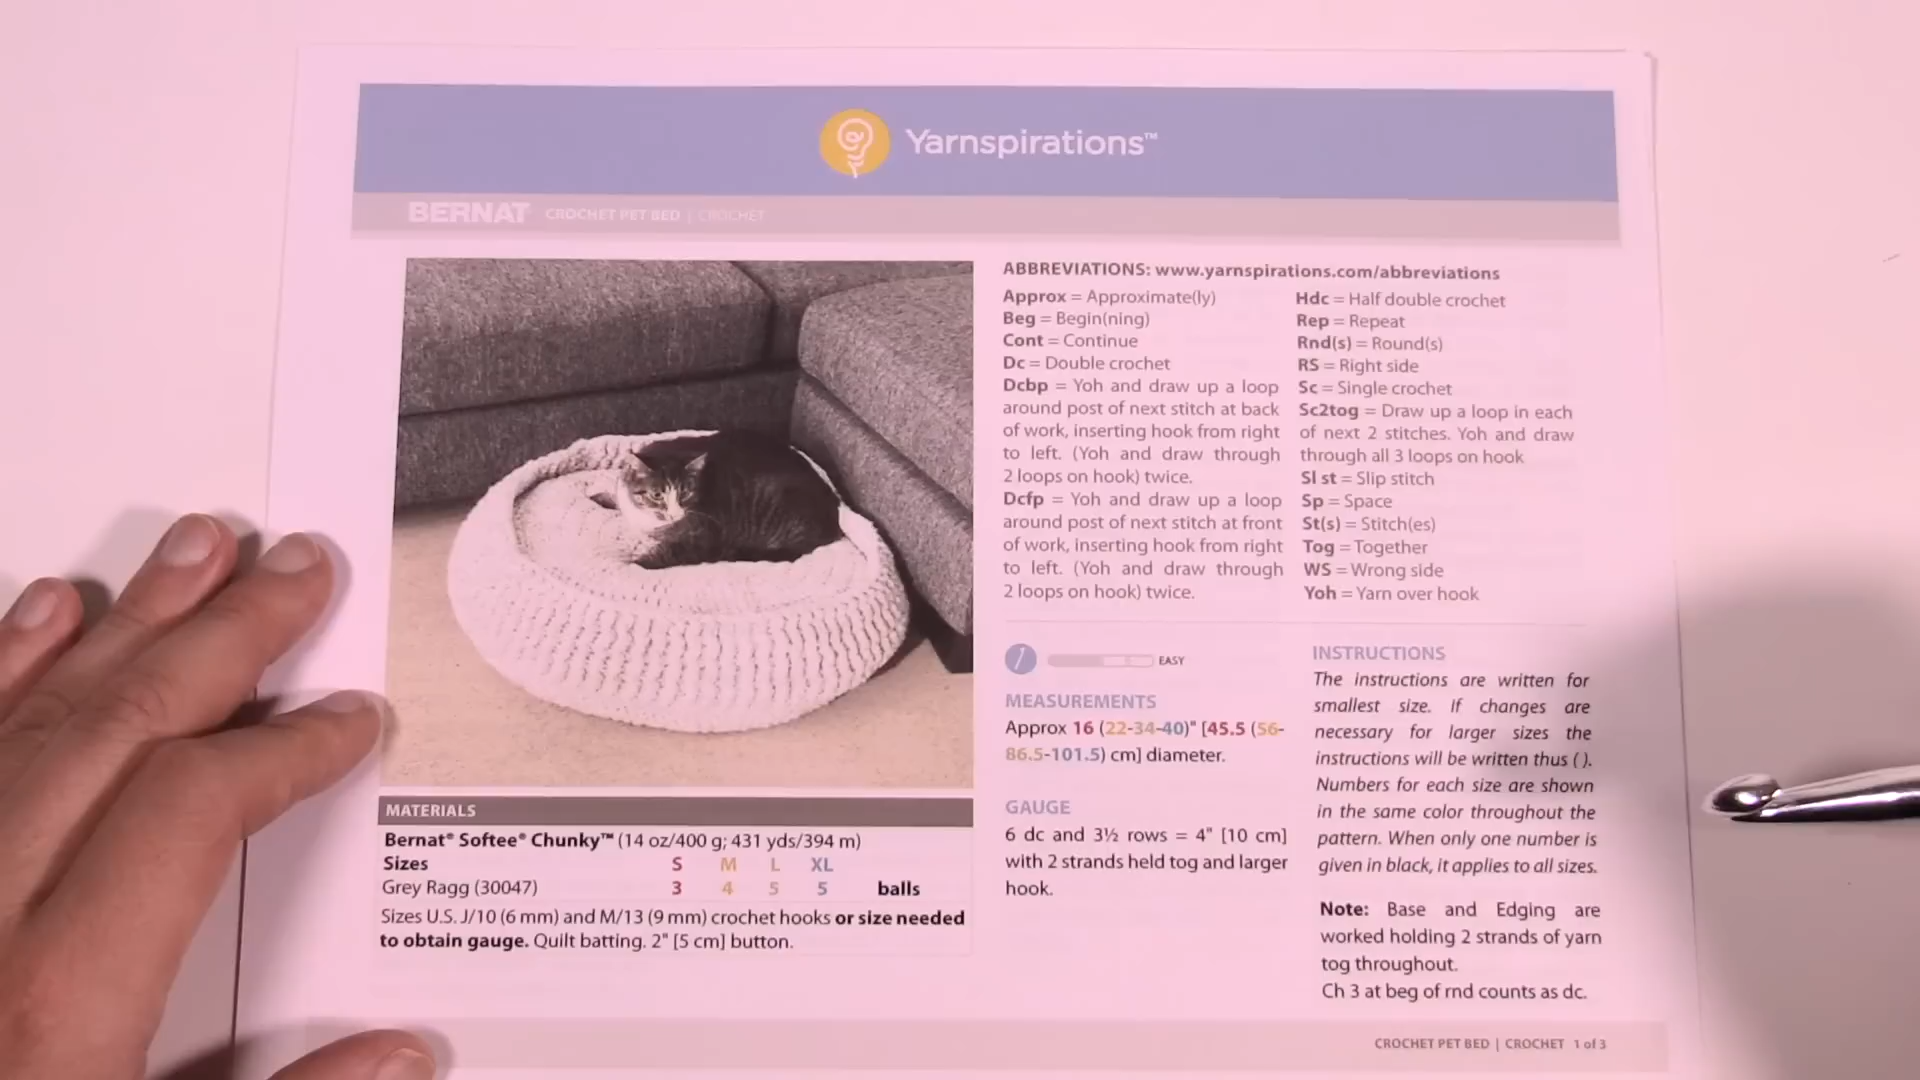 Yarnspirations™
BERNAT CROCHET PET BED | CROCHET
ABBREVIATIONS: www.yarnspirations.com/abbreviations
Approx = Approximate(ly)
Beg = Begin(ning)
Cont = Continue
Dc = Double crochet
Dcbp = Yoh and draw up a loop
around post of next stitch at back
of work, inserting hook from right
to left. (Yoh and draw through
2 loops on hook) twice.
Dcfp = Yoh and draw up a loop
around post of next stitch at front
of work, inserting hook from right
to left. (Yoh and draw through
2 loops on hook) twice.
Hdc = Half double crochet
Rep = Repeat
Rnd(s) = Round(s)
RS = Right side
Sc = Single crochet
Sc2tog = Draw up a loop in each
of next 2 stitches. Yoh and draw
through all 3 loops on hook
Sl st = Slip stitch
Sp = Space
St(s) = Stitch(es)
Tog = Together
WS = Wrong side
Yoh = Yarn over hook
MATERIALS
Bernat® Softee® Chunky™ (14 oz/400 g; 431 yds/394 m)
Sizes S M L XL
Grey Ragg (30047) 3 4 5 5 balls
Sizes U.S. J/10 (6 mm) and M/13 (9 mm) crochet hooks or size needed
to obtain gauge. Quilt batting. 2" [5 cm] button.
EASY
MEASUREMENTS
Approx 16 (22-34-40)" [45.5 (56-
86.5-101.5) cm] diameter.
GAUGE
6 dc and 3½ rows = 4" [10 cm]
with 2 strands held tog and larger
hook.
INSTRUCTIONS
The instructions are written for
smallest size. If changes are
necessary for larger sizes the
instructions will be written thus ( ).
Numbers for each size are shown
in the same color throughout the
pattern. When only one number is
given in black, it applies to all sizes.
Note: Base and Edging are
worked holding 2 strands of yarn
tog throughout.
Ch 3 at beg of rnd counts as dc.
CROCHET PET BED | CROCHET 1 of 3